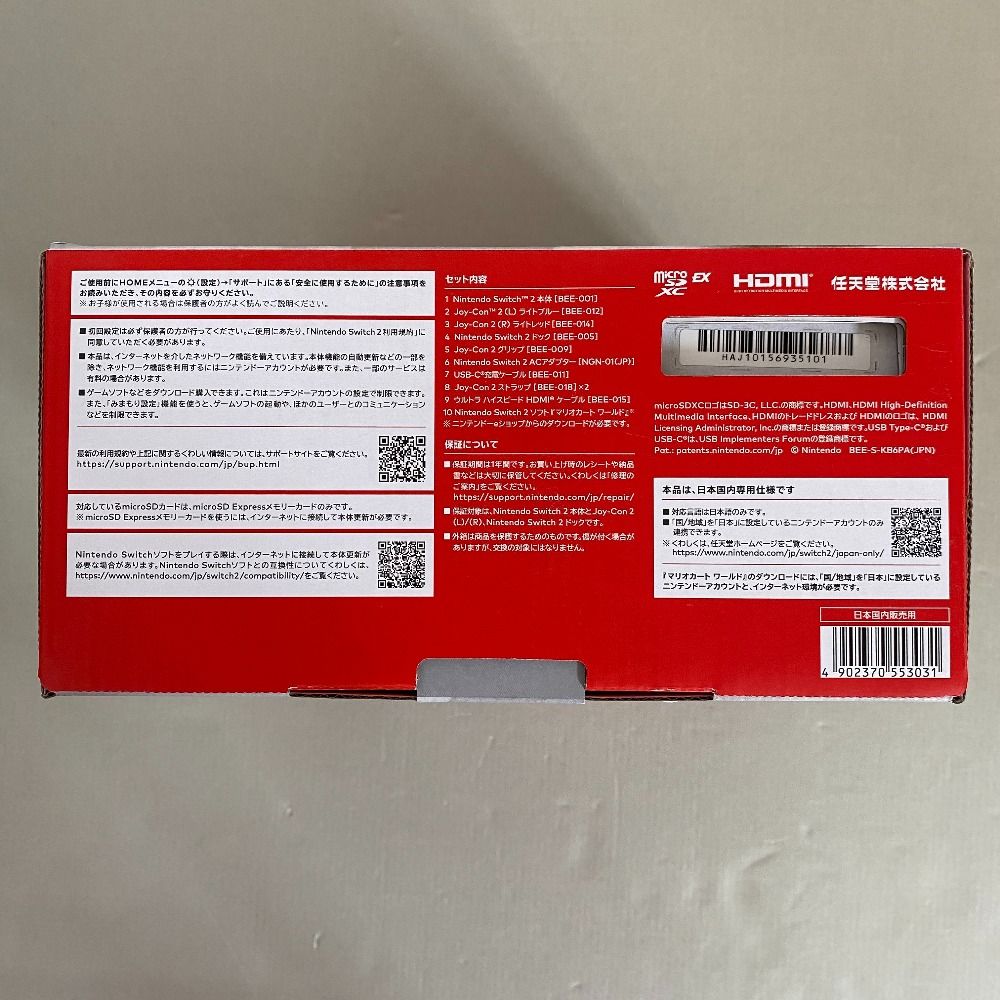 ご使用前にHOMEメニューの(設定)→「サポート」にある「安全に使用するために」の注意事項を
お読みいただき、その内容を必ずお守りください。
※お子様が使用される場合は保護者の方がよく読んでご説明ください。
■初回設定は必ず保護者の方が行ってください。ご使用にあたり、「Nintendo Switch 2 利用規約」に
同意していただく必要があります。
■本品は、インターネットを介したネットワーク機能を備えています。本体機能の自動更新などの一部を
除き、ネットワーク機能を利用するにはニンテンドーアカウントが必要です。また、一部のサービスは
有料の場合があります。
■ゲームソフトなどをダウンロード購入できます。これはニンテンドーアカウントの設定で制限できます。
また、「みまもり設定」機能を使うと、ゲームソフトの起動や、ほかのユーザーとのコミュニケーション
などを制限できます。
最新の利用規約や上記に関するくわしい情報については、サポートサイトをご覧ください。
https://support.nintendo.com/jp/bup.html
対応しているmicroSDカードは、microSD Expressメモリーカードのみです。
※microSD Expressメモリーカードを使うには、インターネットに接続して本体更新が必要です。
Nintendo Switchソフトをプレイする際は、インターネットに接続して本体更新が
必要な場合があります。Nintendo Switchソフトとの互換性についてくわしくは、
https://www.nintendo.com/jp/switch2/compatibility/をご覧ください。
セット内容
1 Nintendo Switch™ 2 本体 [BEE-001]
2 Joy-Con™ 2 (L) ライトブルー [BEE-012]
3 Joy-Con 2 (R) ライトレッド [BEE-014]
4 Nintendo Switch 2 ドック [BEE-005]
5 Joy-Con 2 グリップ [BEE-009]
6 Nintendo Switch 2 ACアダプター [NGN-01(JP)]
7 USB-C®充電ケーブル [BEE-011]
8 Joy-Con 2 ストラップ [BEE-018]×2
9 ウルトラ ハイスピード HDMI®ケーブル [BEE-015]
10 Nintendo Switch 2 ソフト『マリオカート ワールド』※
※ニンテンドーeショップからのダウンロードが必要です。
保証について
■保証期間は1年間です。お買い上げ時のレシートや納品
書などは大切に保管してください。くわしくは「修理の
ご案内」をご覧ください。
https://support.nintendo.com/jp/repair/
■保証対象は、Nintendo Switch 2 本体とJoy-Con 2
(L)/(R)、Nintendo Switch 2 ドックです。
■外箱は商品を保護するためのものです。傷が付く場合が
ありますが、交換の対象にはなりません。
micro SD XC EX HDMI® 任天堂株式会社
HIGH-DEFINITION MULTIMEDIA INTERFACE
HAJ10156935101
microSDXCロゴはSD-3C, LLC.の商標です。HDMI、HDMI High-Definition
Multimedia Interface、HDMIのトレードドレスおよび HDMIのロゴは、HDMI
Licensing Administrator, Inc.の商標または登録商標です。USB Type-C®および
USB-C®は、USB Implementers Forumの登録商標です。
Pat.: patents.nintendo.com/jp © Nintendo BEE-S-KB6PA(JPN)
本品は、日本国内専用仕様です
■対応言語は日本語のみです。
■「国/地域」を「日本」に設定しているニンテンドーアカウントのみ
連携できます。
※くわしくは、任天堂ホームページをご覧ください。
https://www.nintendo.com/jp/switch2/japan-only/
『マリオカート ワールド』のダウンロードには、「国/地域」を「日本」に設定している
ニンテンドーアカウントと、インターネット環境が必要です。
日本国内販売用
4 902370 553031